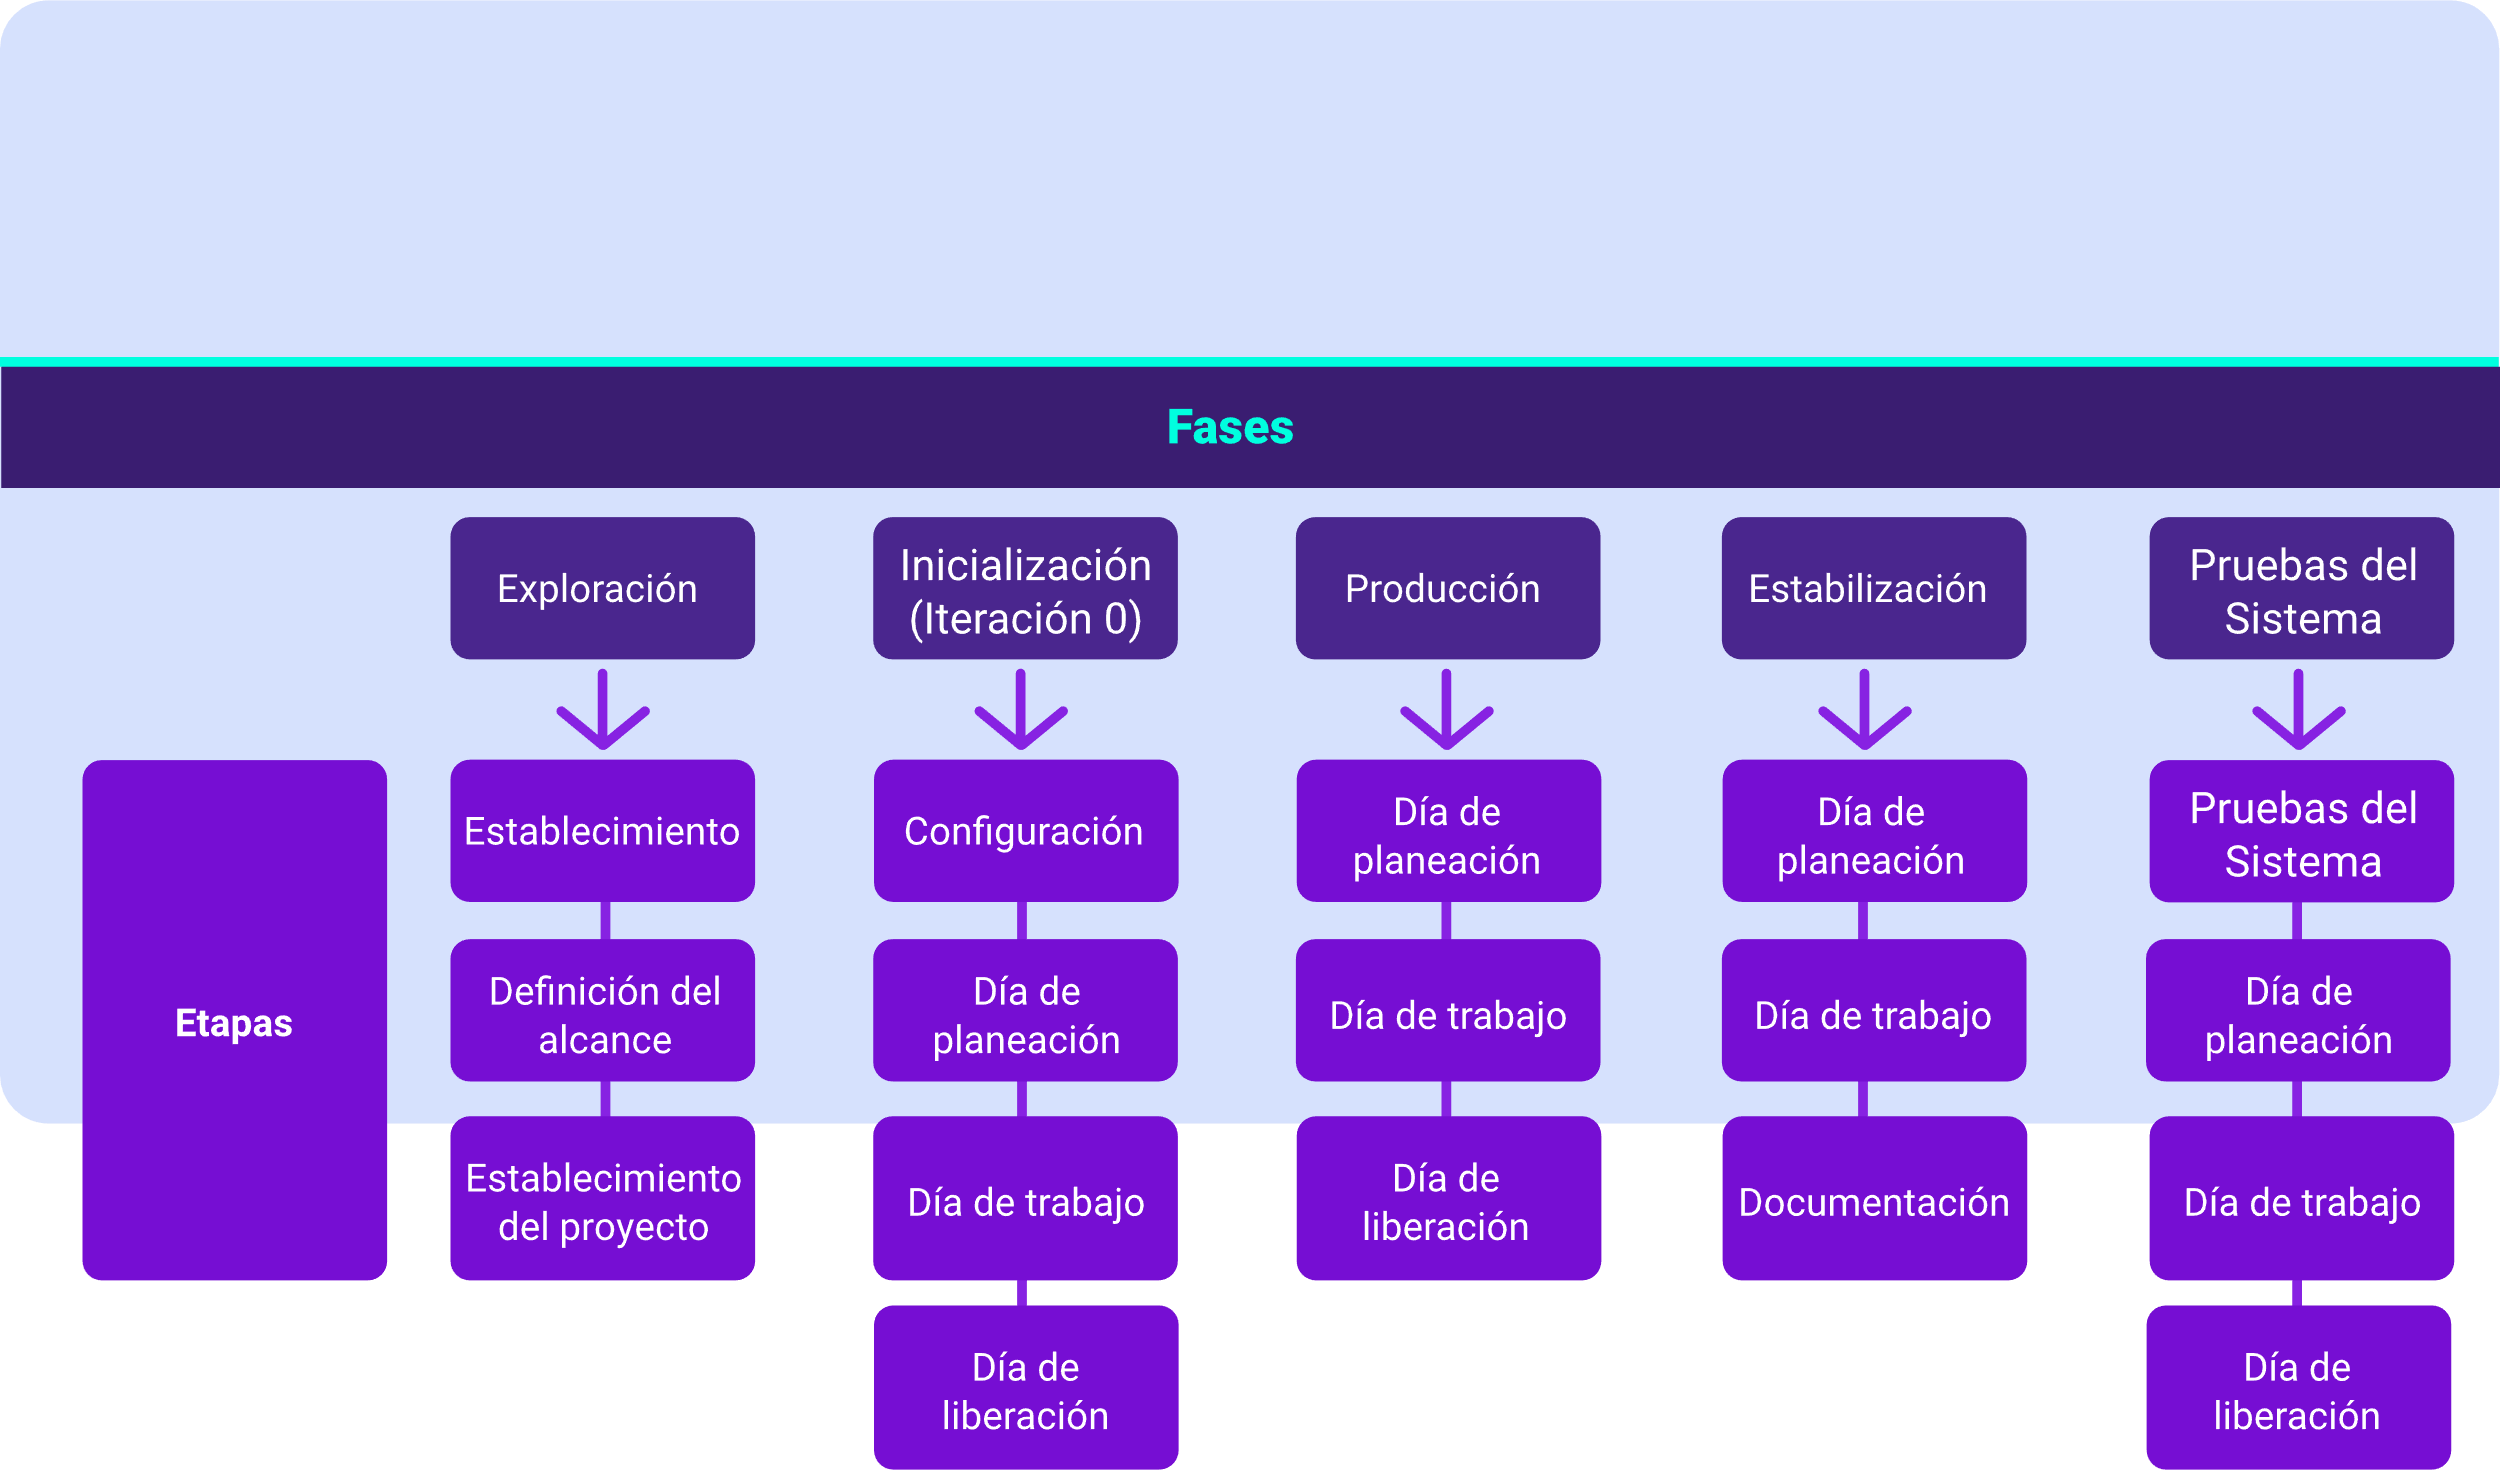 Fases
Exploración
Inicialización
(Iteración 0)
Producción
Estabilización
Pruebas del
Sistema
Etapas
Establecimiento
Definición del
alcance
Establecimiento
del proyecto
Configuración
Día de
planeación
Día de trabajo
Día de
liberación
Día de
planeación
Día de trabajo
Día de
liberación
Día de
planeación
Día de trabajo
Documentación
Pruebas del
Sistema
Día de
planeación
Día de trabajo
Día de
liberación